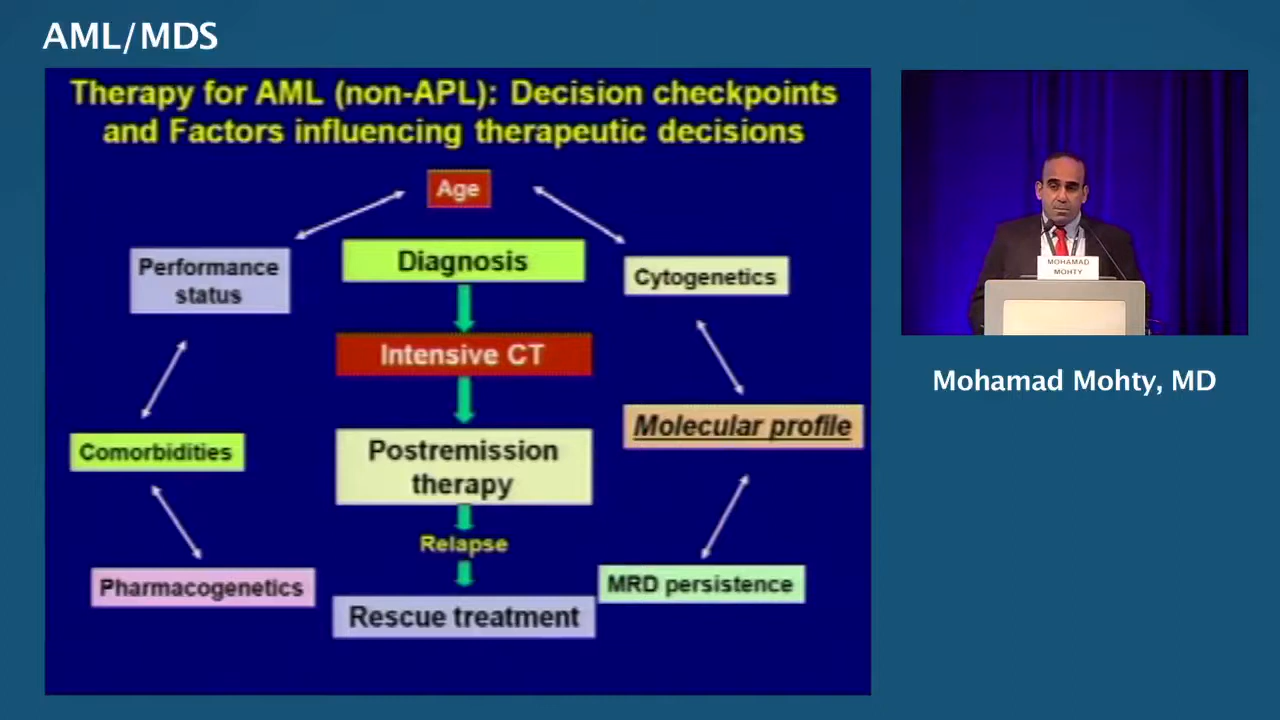 AML/MDS
Therapy for AML (non-APL): Decision checkpoints
and Factors influencing therapeutic decisions
Age
Performance
status
Diagnosis
Cytogenetics
Intensive CT
Comorbidities
Postremission
therapy
Molecular profile
Relapse
Pharmacogenetics
MRD persistence
Rescue treatment
MOHAMAD
MOHTY
Mohamad Mohty, MD